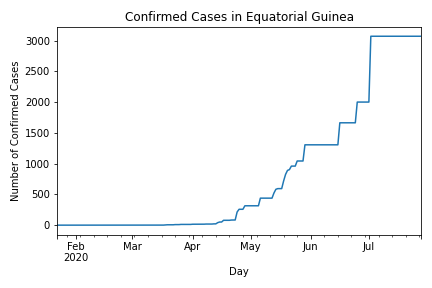 Confirmed Cases in Equatorial Guinea
3000
2500
2000
1500
1000
500
0
Number of Confirmed Cases
Feb
2020
Mar
Apr
May
Jun
Jul
Day